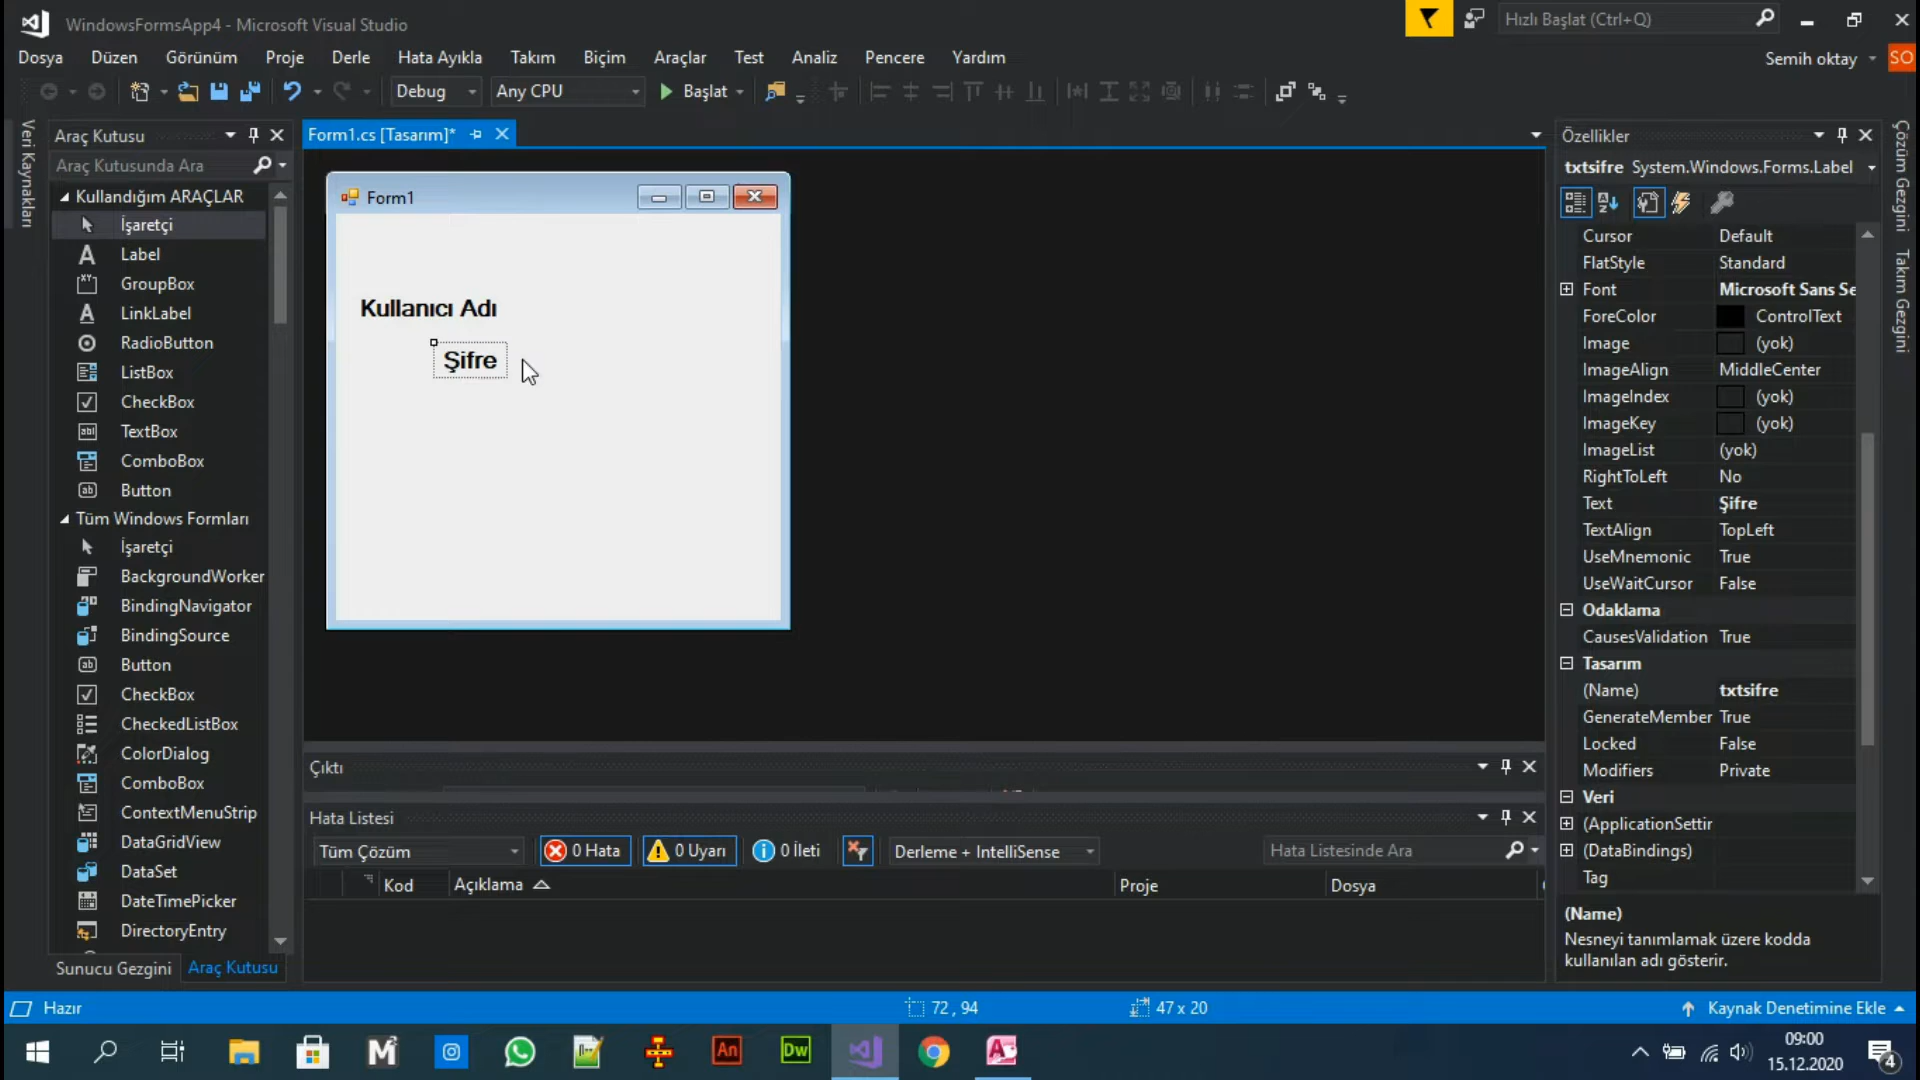 WindowsFormsApp4 - Microsoft Visual Studio
Hızlı Başlat (Ctrl+Q)
Dosya Düzen Görünüm Proje Derle Hata Ayıkla Takım Biçim Araçlar Test Analiz Pencere Yardım
Semih oktay SO
Debug Any CPU Başlat
Veri Kaynakları
Araç Kutusu
Araç Kutusunda Ara
Kullandığım ARAÇLAR
İşaretçi
Label
GroupBox
LinkLabel
RadioButton
ListBox
CheckBox
TextBox
ComboBox
Button
Tüm Windows Formları
İşaretçi
BackgroundWorker
BindingNavigator
BindingSource
Button
CheckBox
CheckedListBox
ColorDialog
ComboBox
ContextMenuStrip
DataGridView
DataSet
DateTimePicker
DirectoryEntry
Sunucu Gezgini Araç Kutusu
Form1.cs [Tasarım]*
Form1
Kullanıcı Adı
Şifre
Çıktı
Hata Listesi
Tüm Çözüm 0 Hata 0 Uyarı 0 İleti Derleme + IntelliSense Hata Listesinde Ara
Kod Açıklama Proje Dosya
Özellikler
txtsifre System.Windows.Forms.Label
Cursor Default
FlatStyle Standard
Font Microsoft Sans Se
ForeColor ControlText
Image (yok)
ImageAlign MiddleCenter
ImageIndex (yok)
ImageKey (yok)
ImageList (yok)
RightToLeft No
Text Şifre
TextAlign TopLeft
UseMnemonic True
UseWaitCursor False
Odaklama
CausesValidation True
Tasarım
(Name) txtsifre
GenerateMember True
Locked False
Modifiers Private
Veri
(ApplicationSettir
(DataBindings)
Tag
(Name)
Nesneyi tanımlamak üzere kodda
kullanılan adı gösterir.
Çözüm Gezgini
Takım Gezgini
Hazır 72 , 94 47 x 20 Kaynak Denetimine Ekle
An Dw
09:00
15.12.2020
4